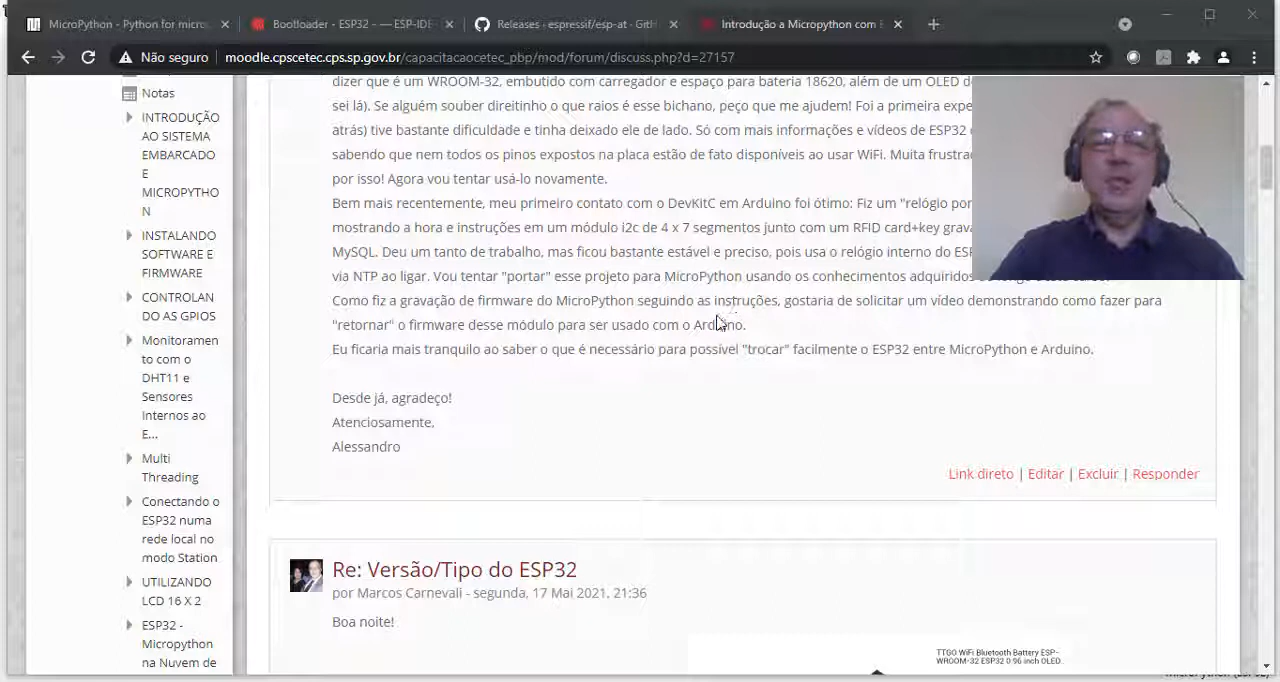 MicroPython - Python for micro
Bootloader - ESP32 - — ESP-IDF
Releases · espressif/esp-at · Gith
Introdução a Micropython com E
Não seguro
moodle.cpscetec.cps.sp.gov.br/capacitacaocetec_pbp/mod/forum/discuss.php?d=27157
Notas
INTRODUÇÃO
AO SISTEMA
EMBARCADO
E
MICROPYTHO
N
INSTALANDO
SOFTWARE E
FIRMWARE
CONTROLAN
DO AS GPIOS
Monitoramen
to com o
DHT11 e
Sensores
Internos ao
E...
Multi
Threading
Conectando o
ESP32 numa
rede local no
modo Station
UTILIZANDO
LCD 16 X 2
ESP32 -
Micropython
na Nuvem de
dizer que é um WROOM-32, embutido com carregador e espaço para bateria 18620, além de um OLED d
sei lá). Se alguém souber direitinho o que raios é esse bichano, peço que me ajudem! Foi a primeira expe
atrás) tive bastante dificuldade e tinha deixado ele de lado. Só com mais informações e vídeos de ESP32
sabendo que nem todos os pinos expostos na placa estão de fato disponíveis ao usar WiFi. Muita frustra
por isso! Agora vou tentar usá-lo novamente.
Bem mais recentemente, meu primeiro contato com o DevKitC em Arduino foi ótimo: Fiz um "relógio por
mostrando a hora e instruções em um módulo i2c de 4 x 7 segmentos junto com um RFID card+key grava
MySQL. Deu um tanto de trabalho, mas ficou bastante estável e preciso, pois usa o relógio interno do ESP
via NTP ao ligar. Vou tentar "portar" esse projeto para MicroPython usando os conhecimentos adquiridos
Como fiz a gravação de firmware do MicroPython seguindo as instruções, gostaria de solicitar um vídeo demonstrando como fazer para
"retornar" o firmware desse módulo para ser usado com o Arduino.
Eu ficaria mais tranquilo ao saber o que é necessário para possível "trocar" facilmente o ESP32 entre MicroPython e Arduino.
Desde já, agradeço!
Atenciosamente,
Alessandro
Link direto | Editar | Excluir | Responder
Re: Versão/Tipo do ESP32
por Marcos Carnevali - segunda, 17 Mai 2021, 21:36
Boa noite!
TTGO WiFi Bluetooth Battery ESP-
WROOM-32 ESP32 0 96 inch OLED